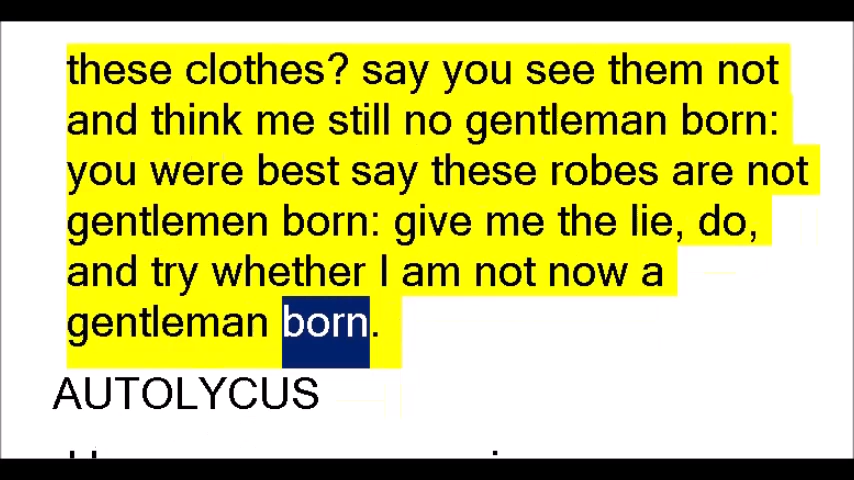 these clothes? say you see them not
and think me still no gentleman born:
you were best say these robes are not
gentlemen born: give me the lie, do,
and try whether I am not now a
gentleman born.
AUTOLYCUS